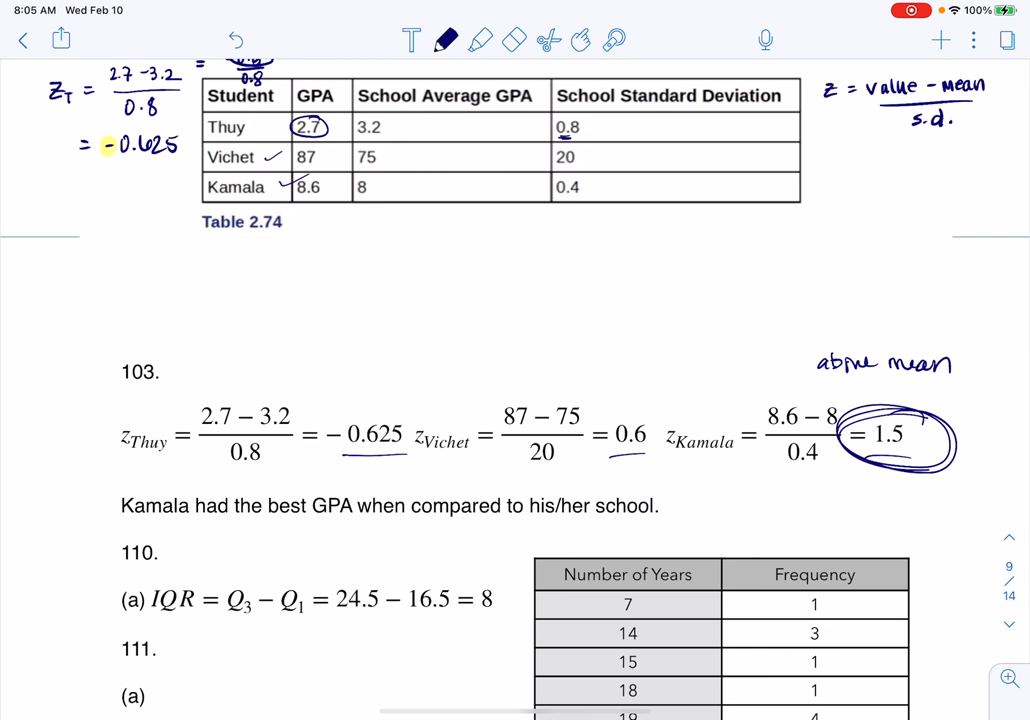 8:05 AM Wed Feb 10
100%
T
z_T = 2.7 - 3.2 / 0.8
= -0.625
=
0.8
z = value - mean / s.d.
Student GPA School Average GPA School Standard Deviation
Thuy 2.7 3.2 0.8
Vichet 87 75 20
Kamala 8.6 8 0.4
Table 2.74
above mean
103.
z_Thuy = 2.7 − 3.2 / 0.8 = − 0.625 z_Vichet = 87 − 75 / 20 = 0.6 z_Kamala = 8.6 − 8 / 0.4 = 1.5
Kamala had the best GPA when compared to his/her school.
110.
(a) IQR = Q_3 − Q_1 = 24.5 − 16.5 = 8
111.
(a)
Number of Years Frequency
7 1
14 3
15 1
18 1
19 4
9 / 14